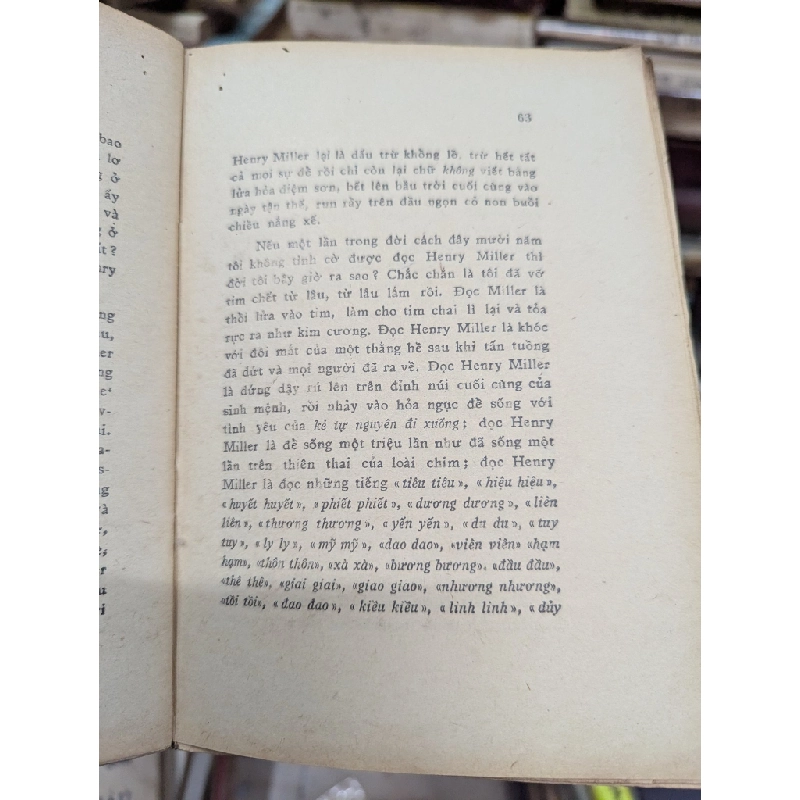 bao
lơ
ở
ấy
và
ở
63
Henry Miller lại là dấu trừ khổng lồ, trừ hết tất
cả mọi sự để rồi chỉ còn lại chữ không viết bằng
lửa hỏa diệm sơn, bết lên bầu trời cuối cùng vào
ngày tận thế, run rẩy trên đầu ngọn cỏ non buổi
chiều nắng xế.
Nếu một lần trong đời cách đây mười năm
tôi không tình cờ được đọc Henry Miller thì
đời tôi bây giờ ra sao? Chắc chắn là tôi đã vỡ
tim chết từ lâu, từ lâu lắm rồi. Đọc Miller là
thổi lửa vào tim, làm cho tim chai lì lại và tỏa
rực ra như kim cương. Đọc Henry Miller là khóc
với đôi mắt của một thằng hề sau khi tấn tuồng
đã dứt và mọi người đã ra về. Đọc Henry Miller
là đứng dậy rú lên trên đỉnh núi cuối cùng của
sinh mệnh, rồi nhảy vào hỏa ngục để sống với
tình yêu của kẻ tự nguyện đi xuống; đọc Henry
Miller là để sống một triệu lần như đã sống một
lần trên thiên thai của loài chim; đọc Henry
Miller là đọc những tiếng «tiêu tiêu», «hiệu hiệu»,
«huyết huyết», «phiết phiết», «dương dương», «liên
liên», «thương thương», «yến yến», «du du», «tuy
tuy», «ly ly», «mỹ mỹ», «dao dao», «viên viên» «hạm
hạm», «thôn thôn», «xà xà», «bương bương». «đầu đầu»,
«thê thê», «giai giai», «giao giao», «nhương nhương»,
«tồi tồi», «đao đao», «kiều kiều», «linh linh», «dủy